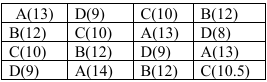 A(13) D(9) C(10) B(12)
B(12) C(10) A(13) D(8)
C(10) B(12) D(9) A(13)
D(9) A(14) B(12) C(10.5)